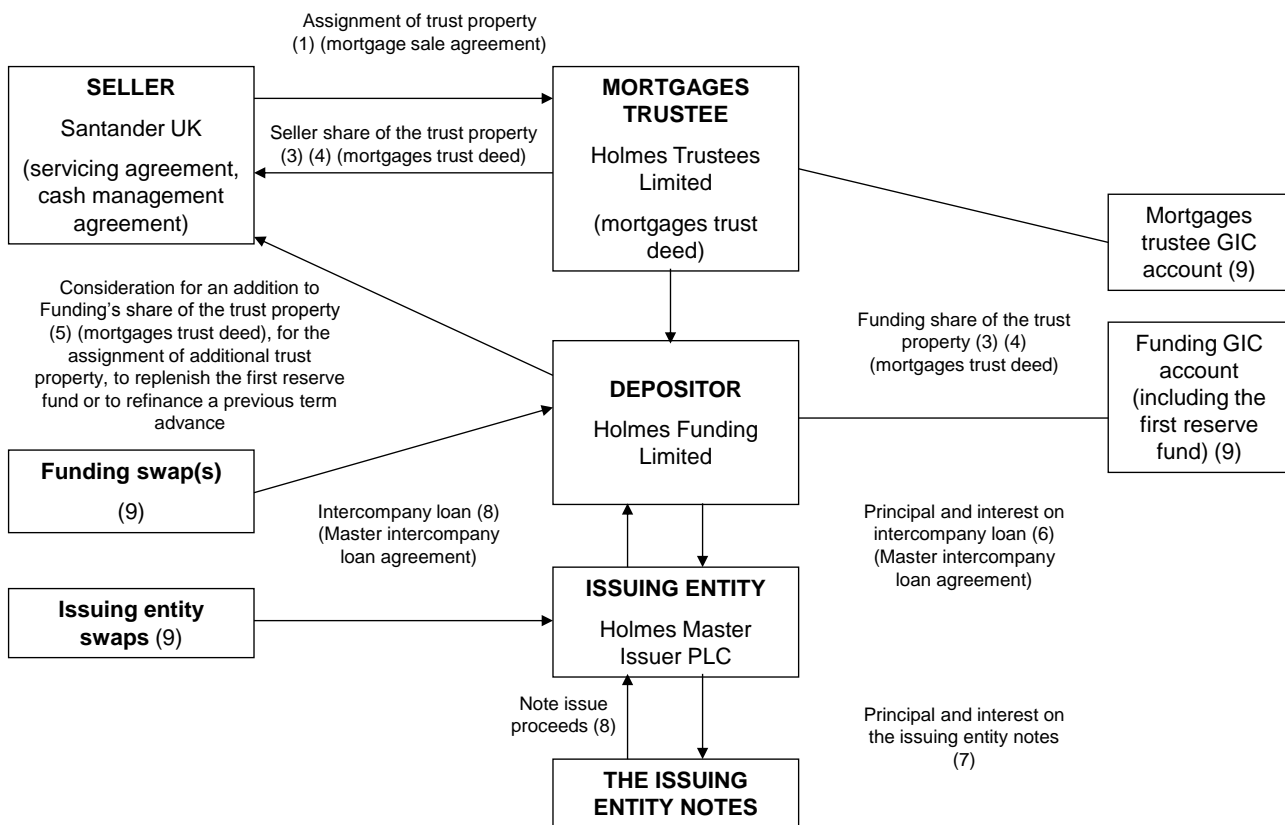 Assignment of trust property
(1) (mortgage sale agreement)
SELLER
Santander UK
(servicing agreement,
cash management
agreement)
MORTGAGES
TRUSTEE
Holmes Trustees
Limited
(mortgages trust
deed)
Seller share of the trust property
(3) (4) (mortgages trust deed)
Mortgages
trustee GIC
account (9)
Consideration for an addition to
Funding’s share of the trust property
(5) (mortgages trust deed), for the
assignment of additional trust
property, to replenish the first reserve
fund or to refinance a previous term
advance
Funding share of the trust
property (3) (4)
(mortgages trust deed)
Funding GIC
account
(including the
first reserve
fund) (9)
DEPOSITOR
Holmes Funding
Limited
Funding swap(s)
(9)
Intercompany loan (8)
(Master intercompany
loan agreement)
Principal and interest on
intercompany loan (6)
(Master intercompany
loan agreement)
Issuing entity
swaps (9)
ISSUING ENTITY
Holmes Master
Issuer PLC
Note issue
proceeds (8)
Principal and interest on
the issuing entity notes
(7)
THE ISSUING
ENTITY NOTES